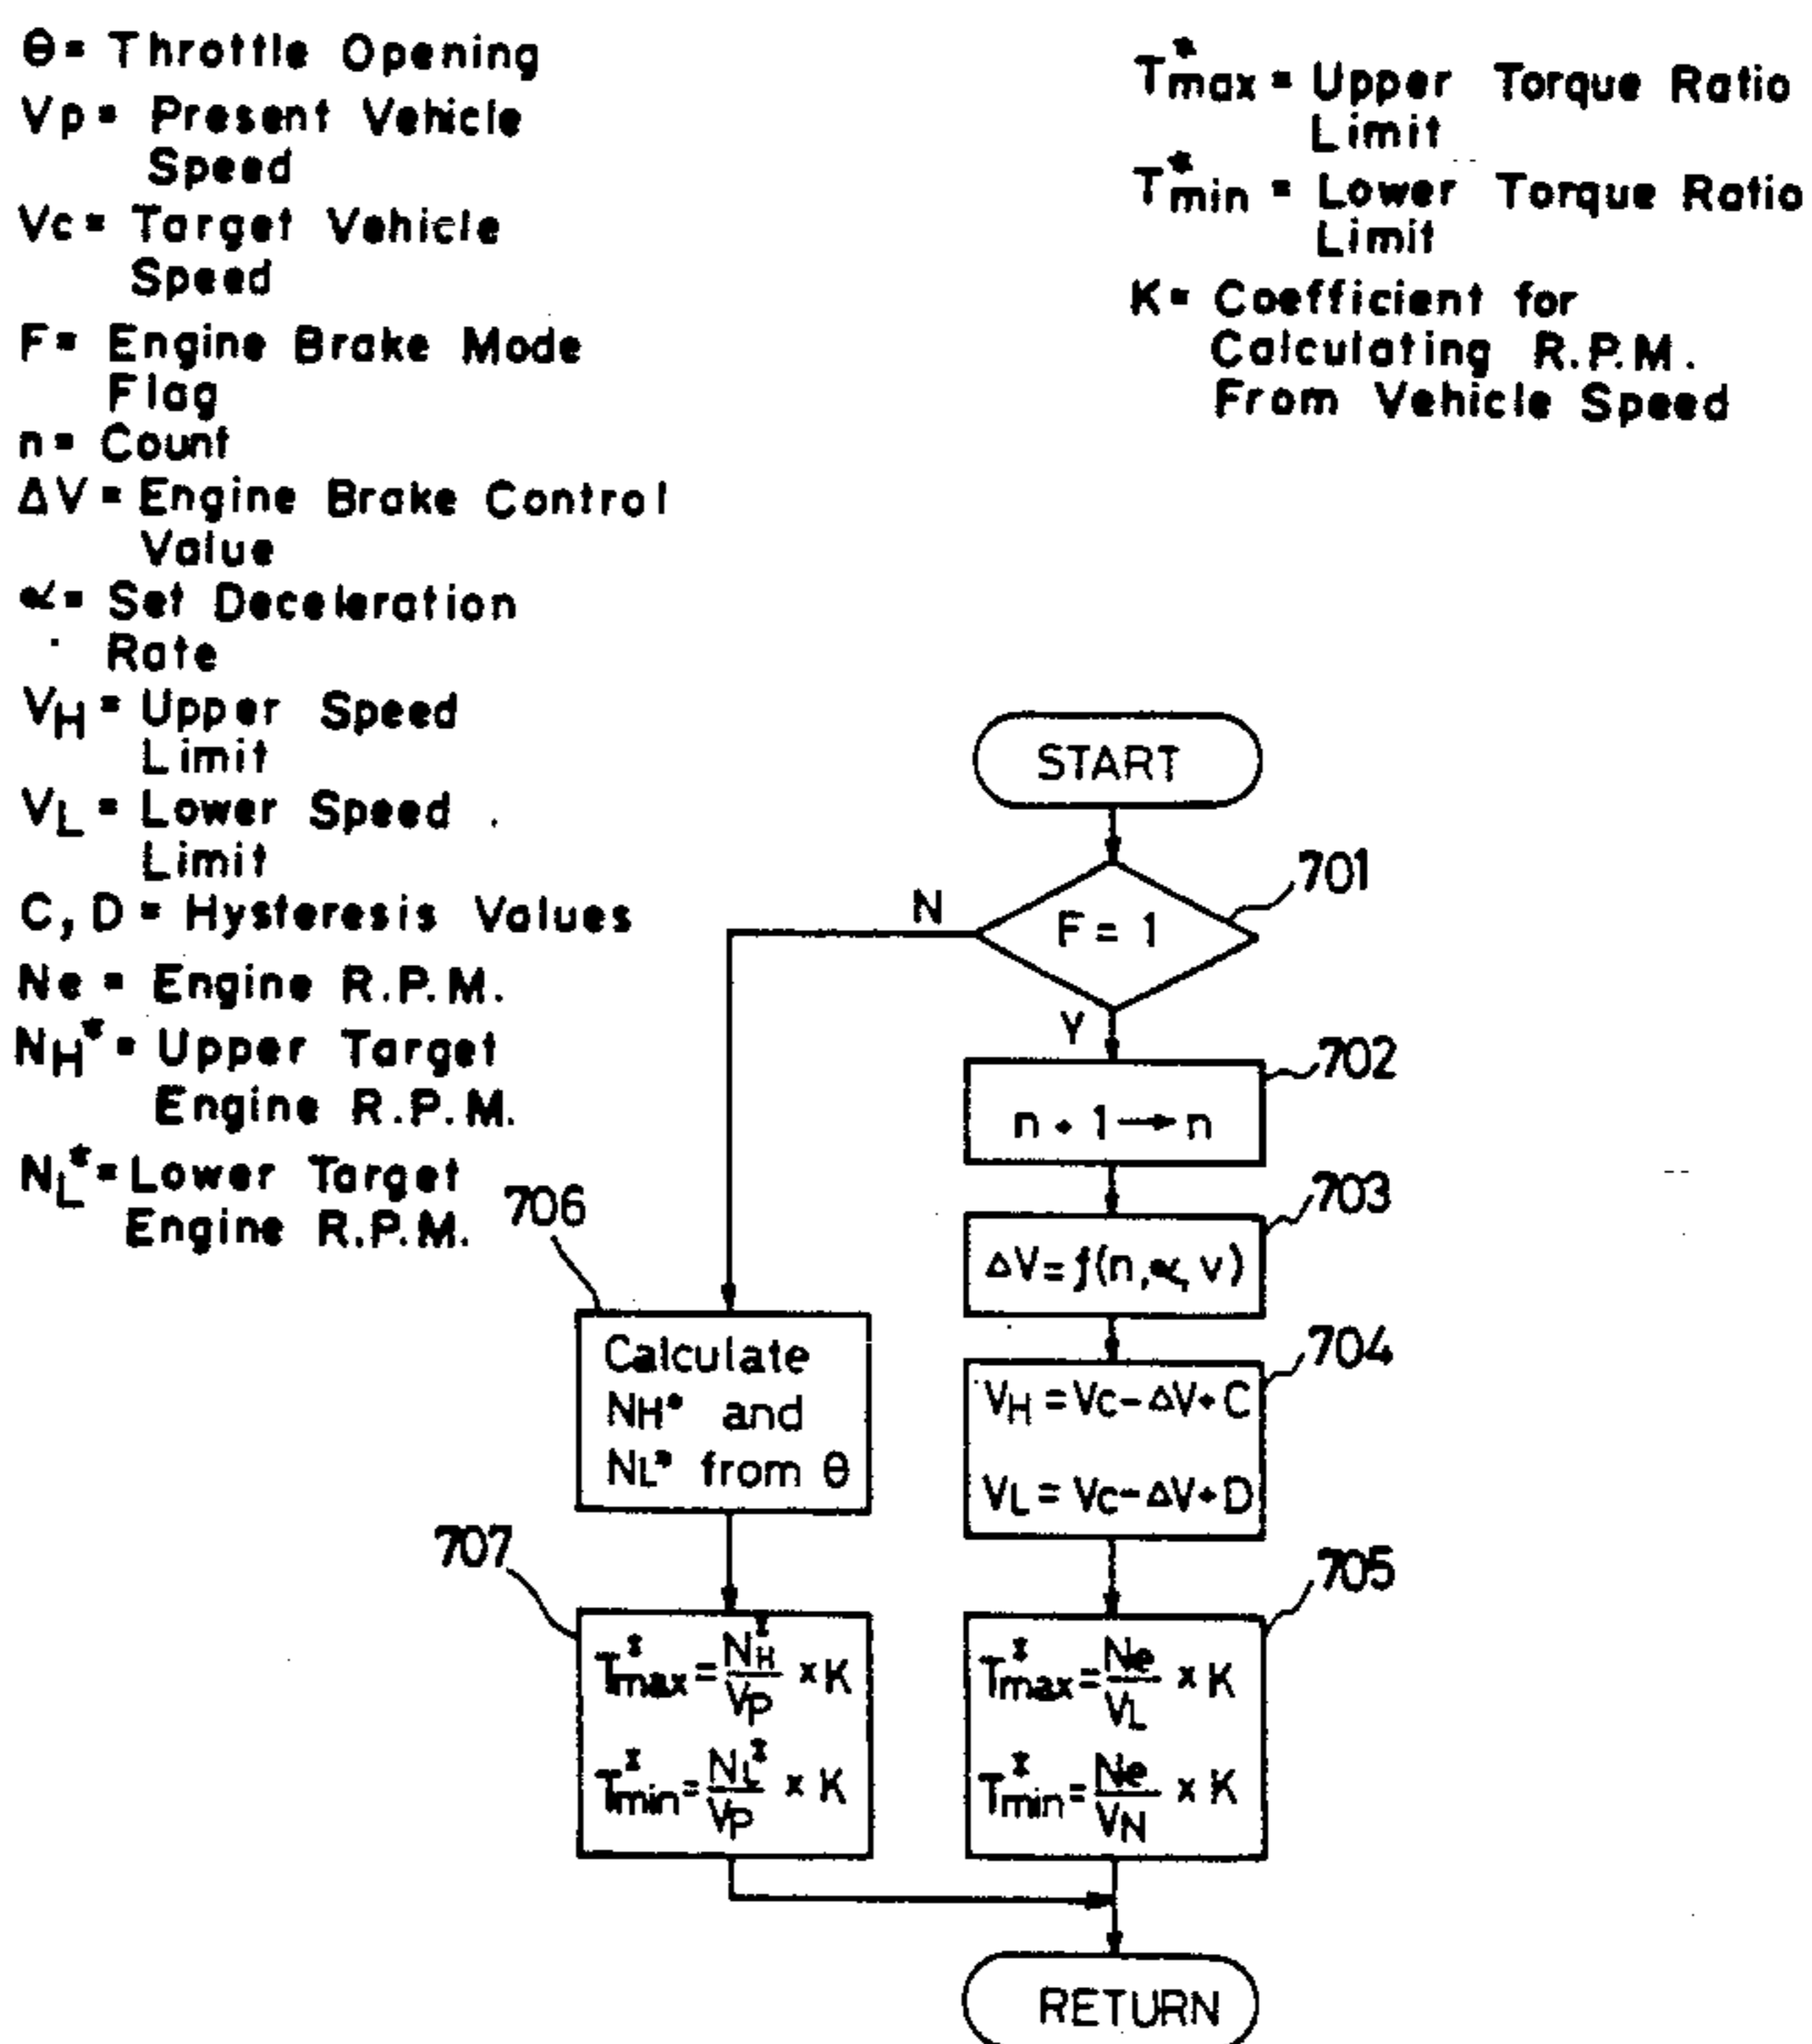 θ= Throttle Opening
Vp= Present Vehicle
Speed
Vc= Target Vehicle
Speed
F= Engine Brake Mode
Flag
n= Count
ΔV= Engine Brake Control
Value
α= Set Deceleration
Rate
VH= Upper Speed
Limit
VL= Lower Speed
Limit
C, D= Hysteresis Values
Ne= Engine R.P.M.
NH*= Upper Target
Engine R.P.M.
NL*= Lower Target
Engine R.P.M.
T*max= Upper Torque Ratio
Limit
T*min= Lower Torque Ratio
Limit
K= Coefficient for
Calculating R.P.M.
From Vehicle Speed
START
701
F=1
N
Y
702
n+1→n
703
ΔV=f(n,α,v)
704
VH=Vc-ΔV+C
VL=Vc-ΔV+D
705
T*max=Ne/VL×K
T*min=Ne/VN×K
706
Calculate
NH* and
NL* from θ
707
T*max=NH*/VP×K
T*min=NL*/VP×K
RETURN